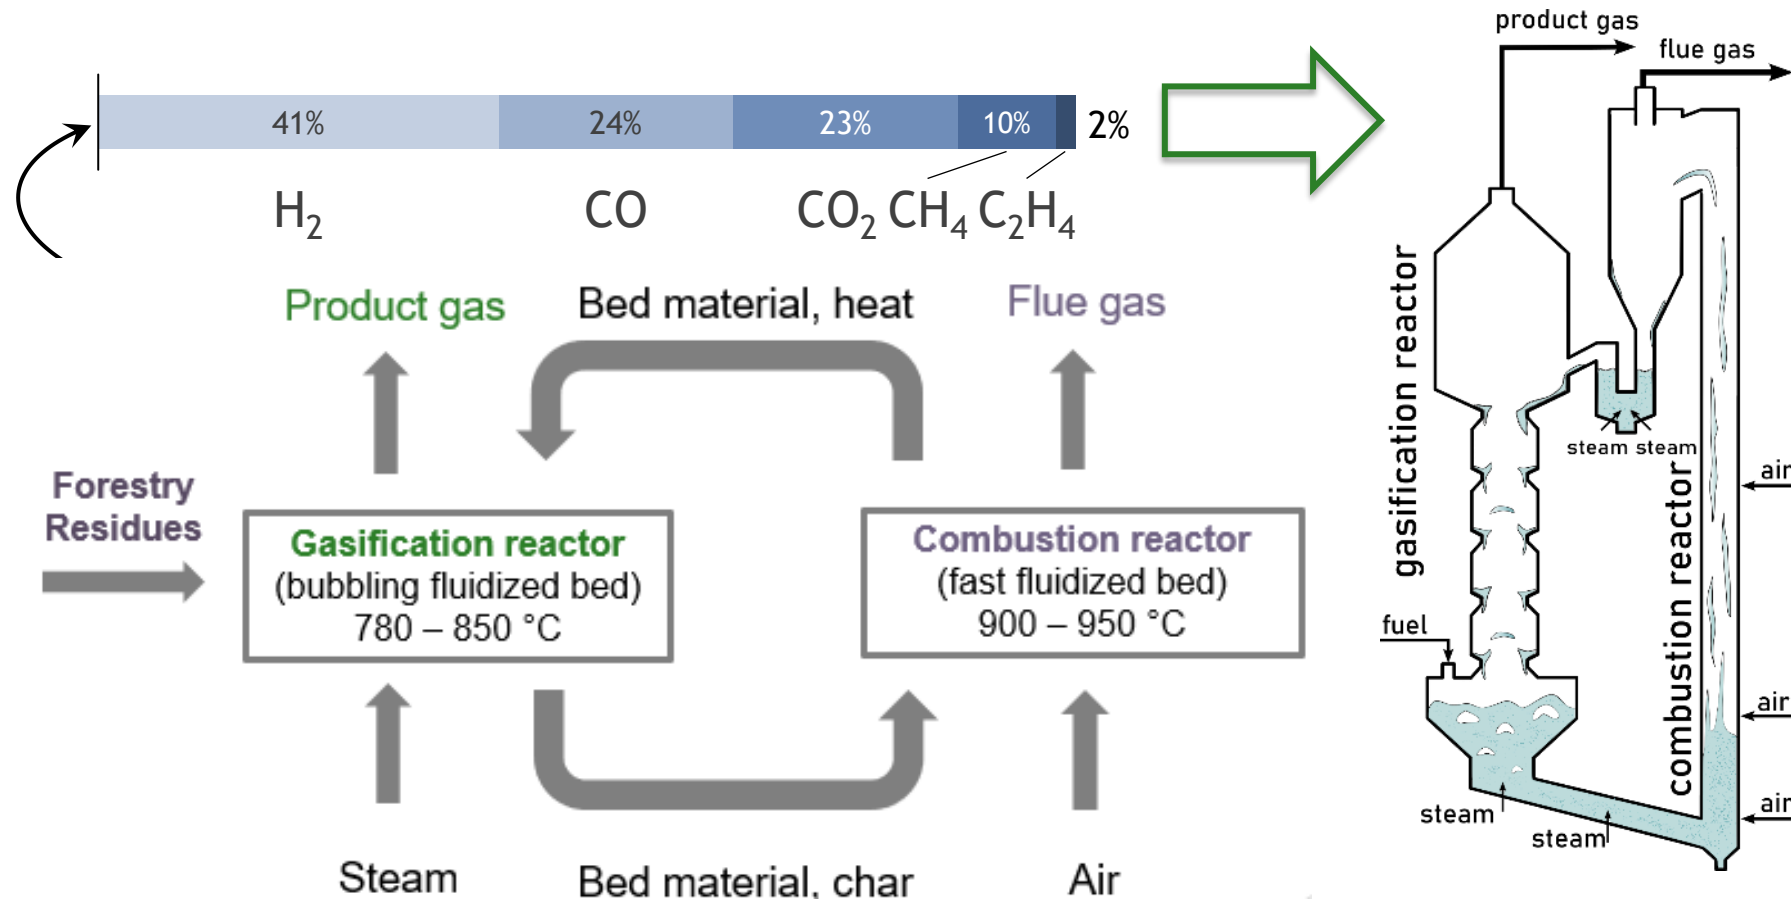 41%
24%
23%
10%
2%
H₂
CO
CO₂
CH₄
C₂H₄
Product gas
Bed material, heat
Flue gas
Forestry
Residues
Gasification reactor
(bubbling fluidized bed)
780 – 850 °C
Combustion reactor
(fast fluidized bed)
900 – 950 °C
Steam
Bed material, char
Air
product gas
flue gas
gasification reactor
steam steam
combustion reactor
air
fuel
air
steam
steam
air